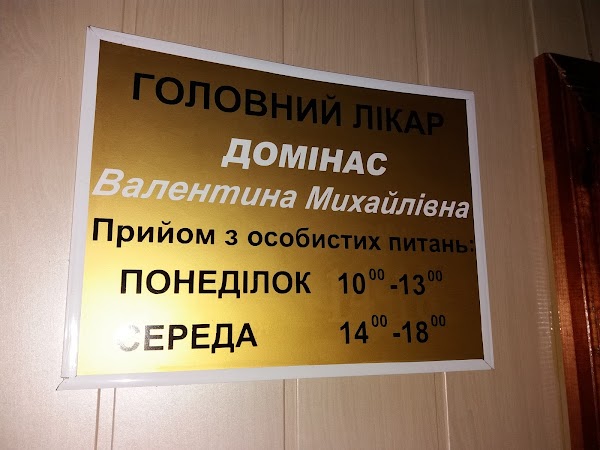 ГОЛОВНИЙ ЛІКАР
ДОМІНАС
Валентина Михайлівна
Прийом з особистих питань:
ПОНЕДІЛОК 10⁰⁰-13⁰⁰
СЕРЕДА 14⁰⁰-18⁰⁰